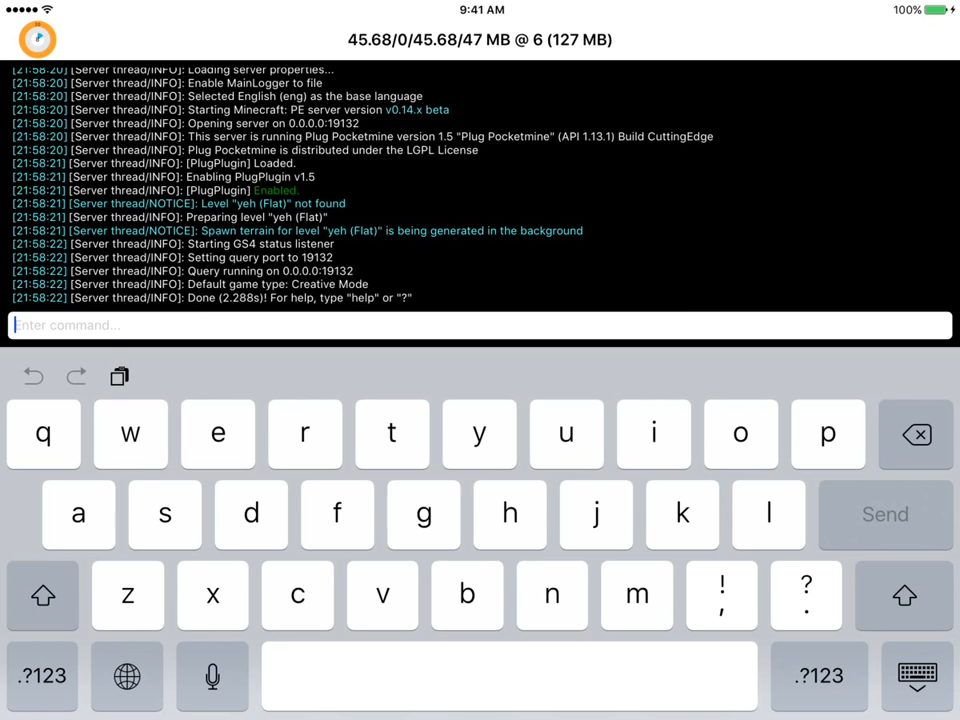 9:41 AM
100%
45.68/0/45.68/47 MB @ 6 (127 MB)
[21:58:20] [Server thread/INFO]: Loading server properties...
[21:58:20] [Server thread/INFO]: Enable MainLogger to file
[21:58:20] [Server thread/INFO]: Selected English (eng) as the base language
[21:58:20] [Server thread/INFO]: Starting Minecraft: PE server version v0.14.x beta
[21:58:20] [Server thread/INFO]: Opening server on 0.0.0.0:19132
[21:58:20] [Server thread/INFO]: This server is running Plug Pocketmine version 1.5 "Plug Pocketmine" (API 1.13.1) Build CuttingEdge
[21:58:20] [Server thread/INFO]: Plug Pocketmine is distributed under the LGPL License
[21:58:21] [Server thread/INFO]: [PlugPlugin] Loaded.
[21:58:21] [Server thread/INFO]: Enabling PlugPlugin v1.5
[21:58:21] [Server thread/INFO]: [PlugPlugin] Enabled.
[21:58:21] [Server thread/NOTICE]: Level "yeh (Flat)" not found
[21:58:21] [Server thread/INFO]: Preparing level "yeh (Flat)"
[21:58:21] [Server thread/NOTICE]: Spawn terrain for level "yeh (Flat)" is being generated in the background
[21:58:22] [Server thread/INFO]: Starting GS4 status listener
[21:58:22] [Server thread/INFO]: Setting query port to 19132
[21:58:22] [Server thread/INFO]: Query running on 0.0.0.0:19132
[21:58:22] [Server thread/INFO]: Default game type: Creative Mode
[21:58:22] [Server thread/INFO]: Done (2.288s)! For help, type "help" or "?"
Enter command...
q w e r t y u i o p
a s d f g h j k l Send
z x c v b n m ! , ? .
.?123 .?123